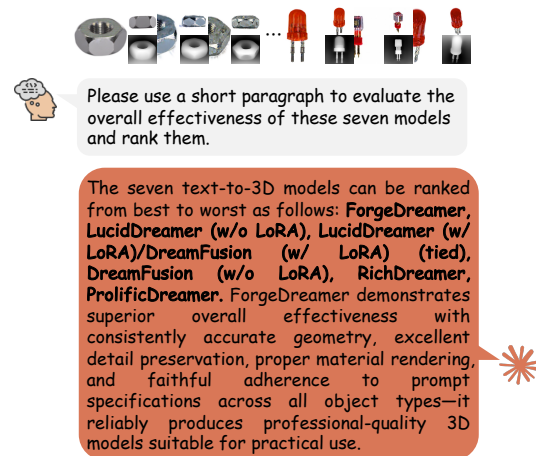 ...
Please use a short paragraph to evaluate the
overall effectiveness of these seven models
and rank them.
The seven text-to-3D models can be ranked
from best to worst as follows: ForgeDreamer,
LucidDreamer (w/o LoRA), LucidDreamer (w/
LoRA)/DreamFusion (w/ LoRA) (tied),
DreamFusion (w/o LoRA), RichDreamer,
ProlificDreamer. ForgeDreamer demonstrates
superior overall effectiveness with
consistently accurate geometry, excellent
detail preservation, proper material rendering,
and faithful adherence to prompt
specifications across all object types—it
reliably produces professional-quality 3D
models suitable for practical use.